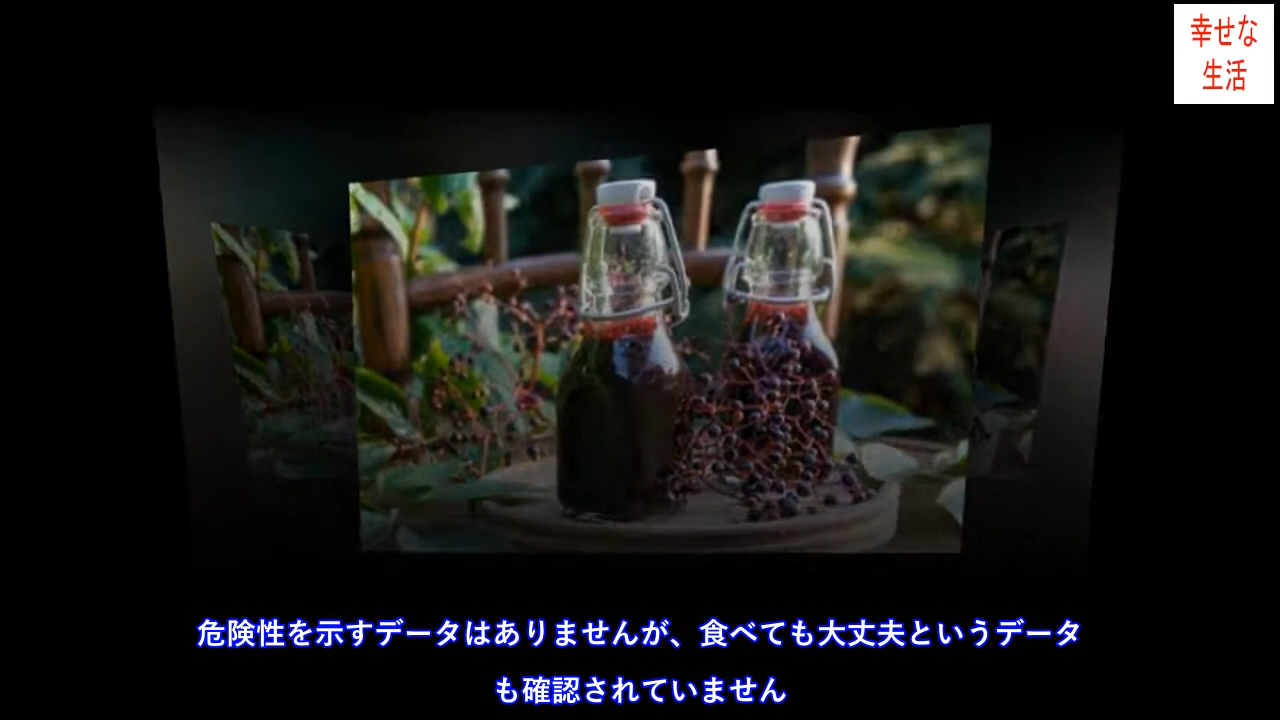 幸せな
生活
危険性を示すデータはありませんが、食べても大丈夫というデータ
も確認されていません